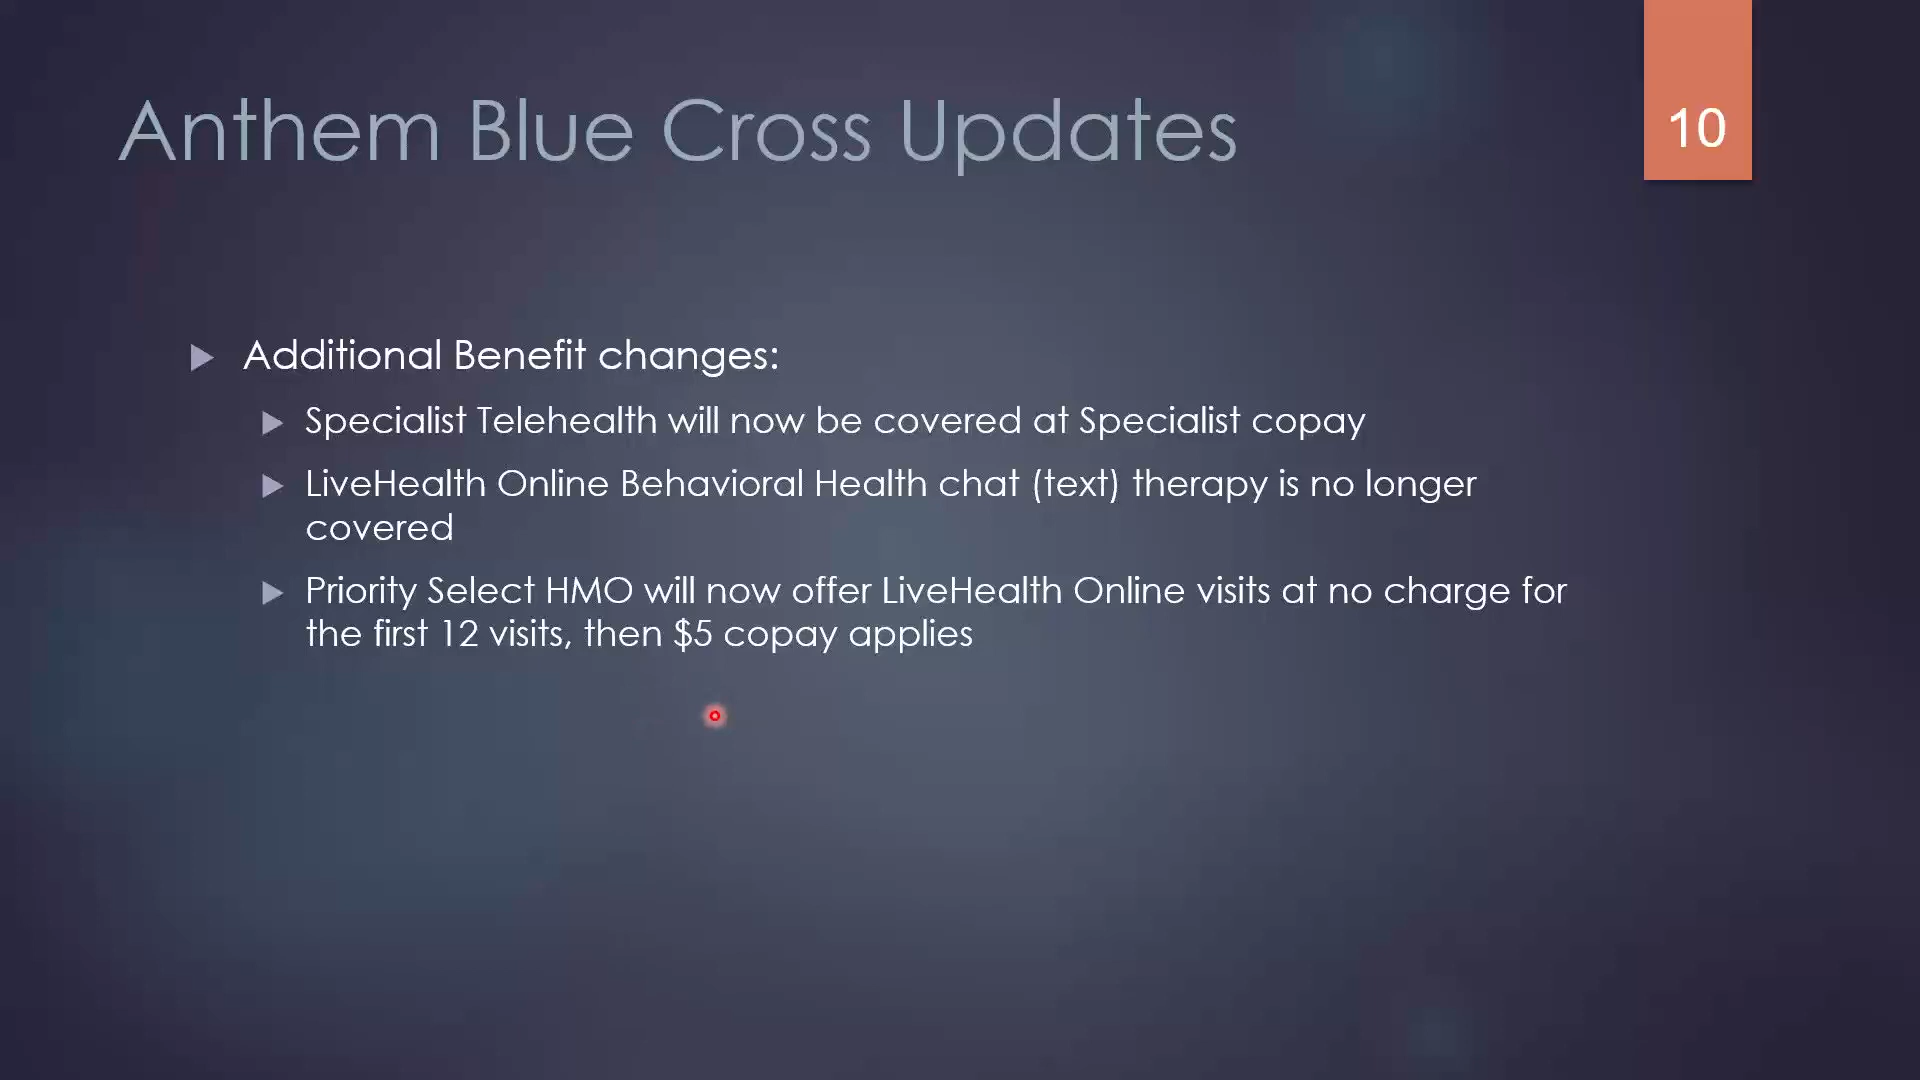 Anthem Blue Cross Updates
10
Additional Benefit changes:
Specialist Telehealth will now be covered at Specialist copay
LiveHealth Online Behavioral Health chat (text) therapy is no longer
covered
Priority Select HMO will now offer LiveHealth Online visits at no charge for
the first 12 visits, then $5 copay applies